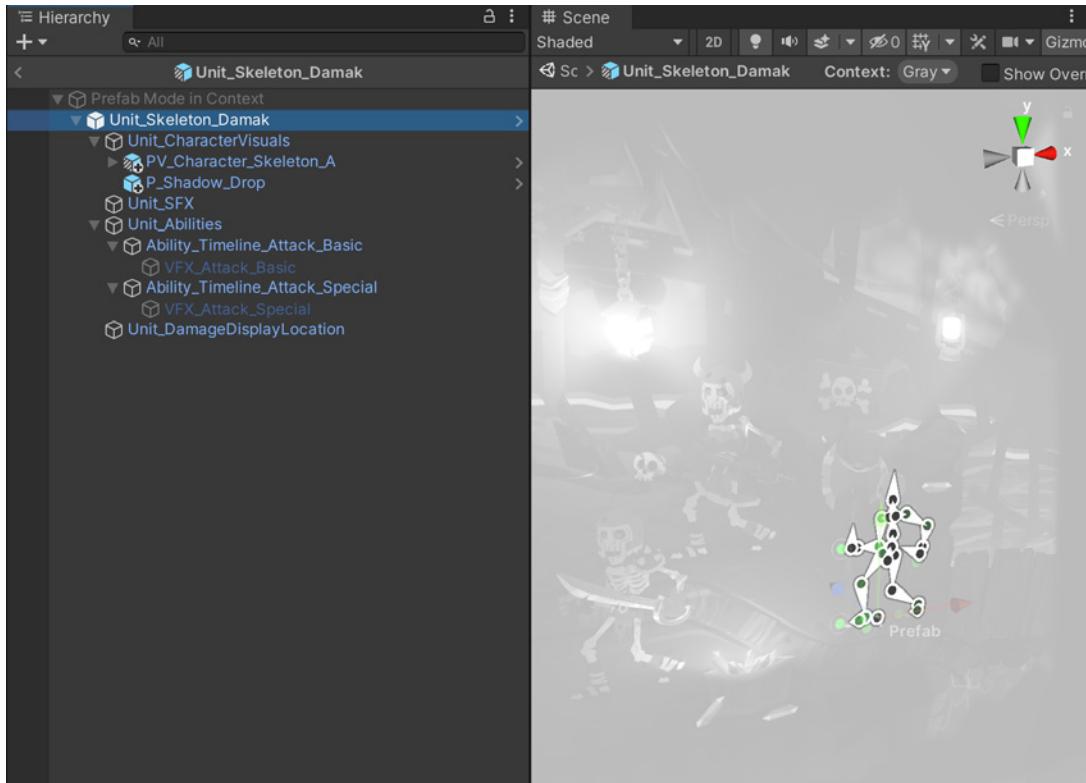 Hierarchy
All
Unit_Skeleton_Damak
Prefab Mode in Context
Unit_Skeleton_Damak
Unit_CharacterVisuals
PV_Character_Skeleton_A
P_Shadow_Drop
Unit_SFX
Unit_Abilities
Ability_Timeline_Attack_Basic
VFX_Attack_Basic
Ability_Timeline_Attack_Special
VFX_Attack_Special
Unit_DamageDisplayLocation
Scene
Shaded 2D 0 Gizmo
Sc > Unit_Skeleton_Damak Context: Gray Show Overr
y
x
< Persp
Prefab